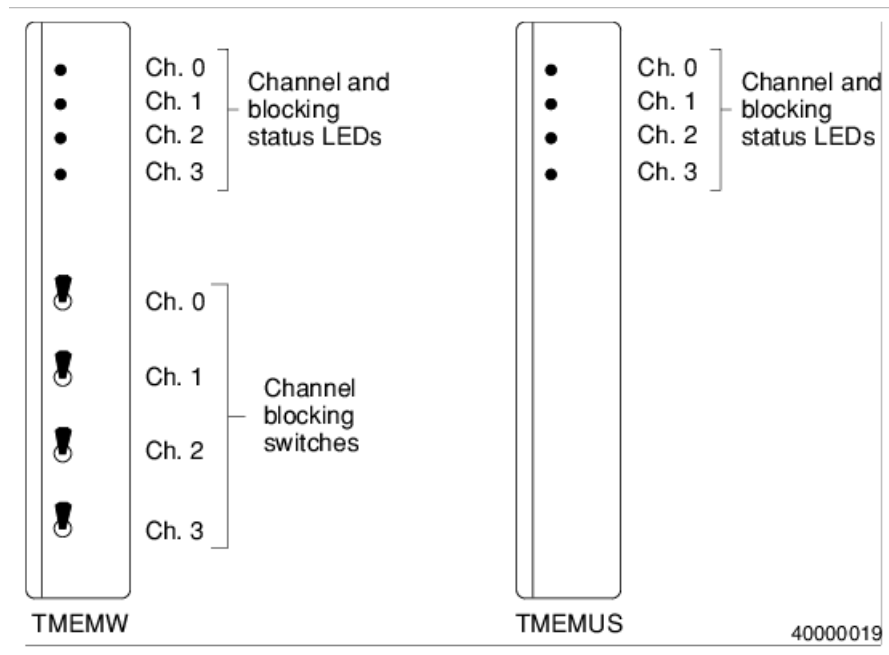 Ch. 0
Ch. 1
Ch. 2
Ch. 3
Channel and
blocking
status LEDs
Ch. 0
Ch. 1
Ch. 2
Ch. 3
Channel
blocking
switches
TMEMW
Ch. 0
Ch. 1
Ch. 2
Ch. 3
Channel and
blocking
status LEDs
TMEMUS
40000019